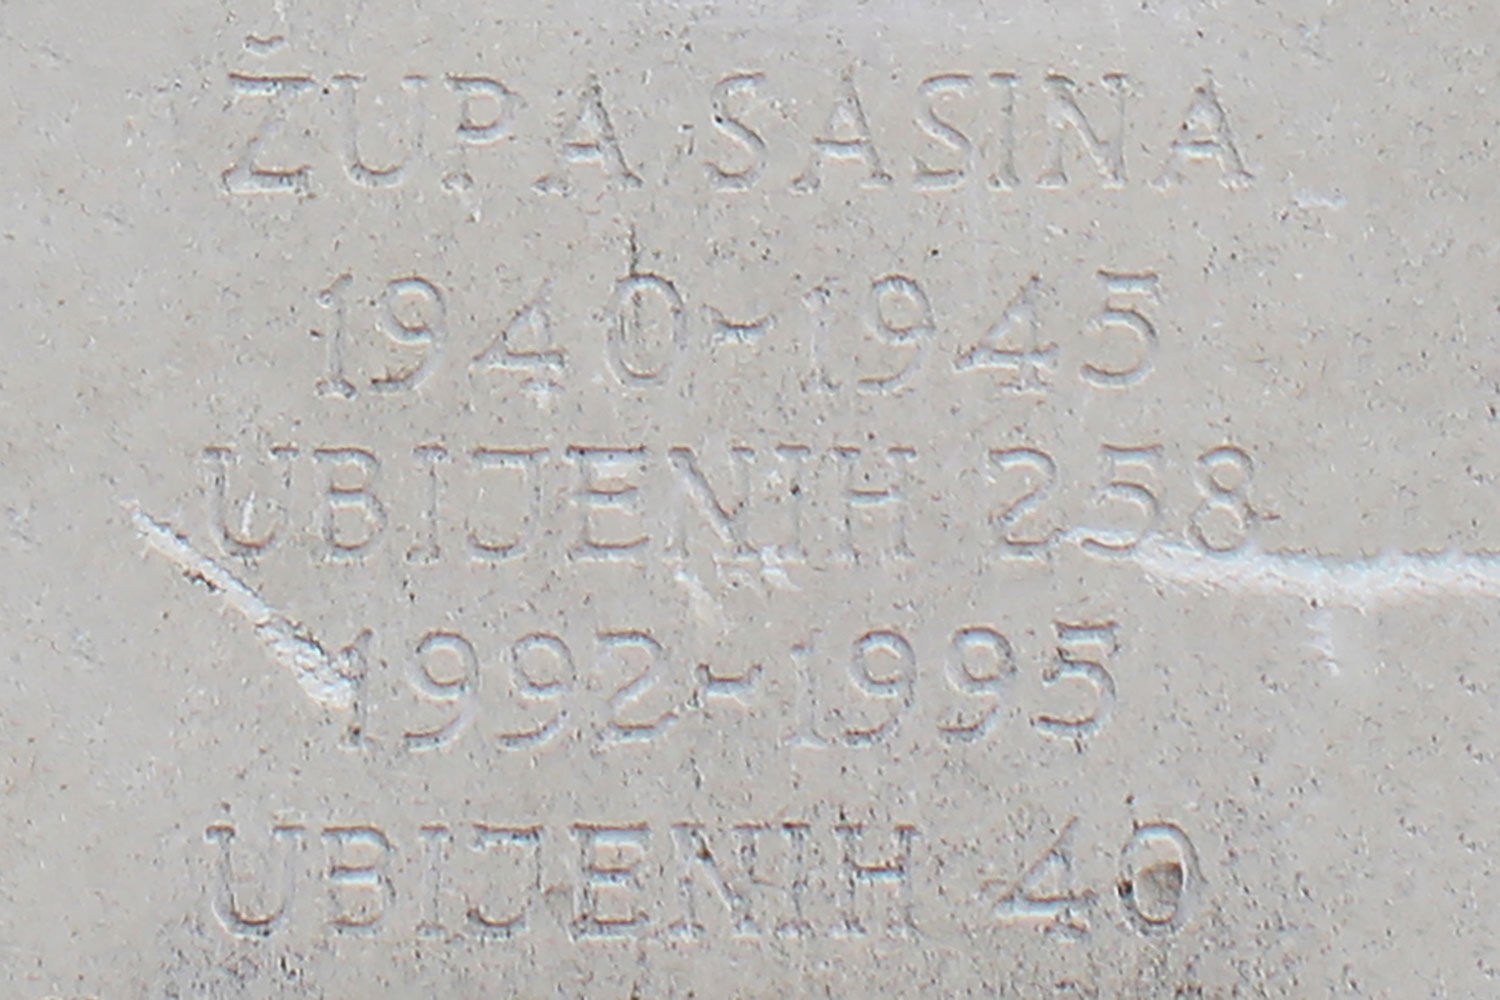 ŽUPA SASINA
1940-1945
UBIJENIH 258
1992-1995
UBIJENIH 40